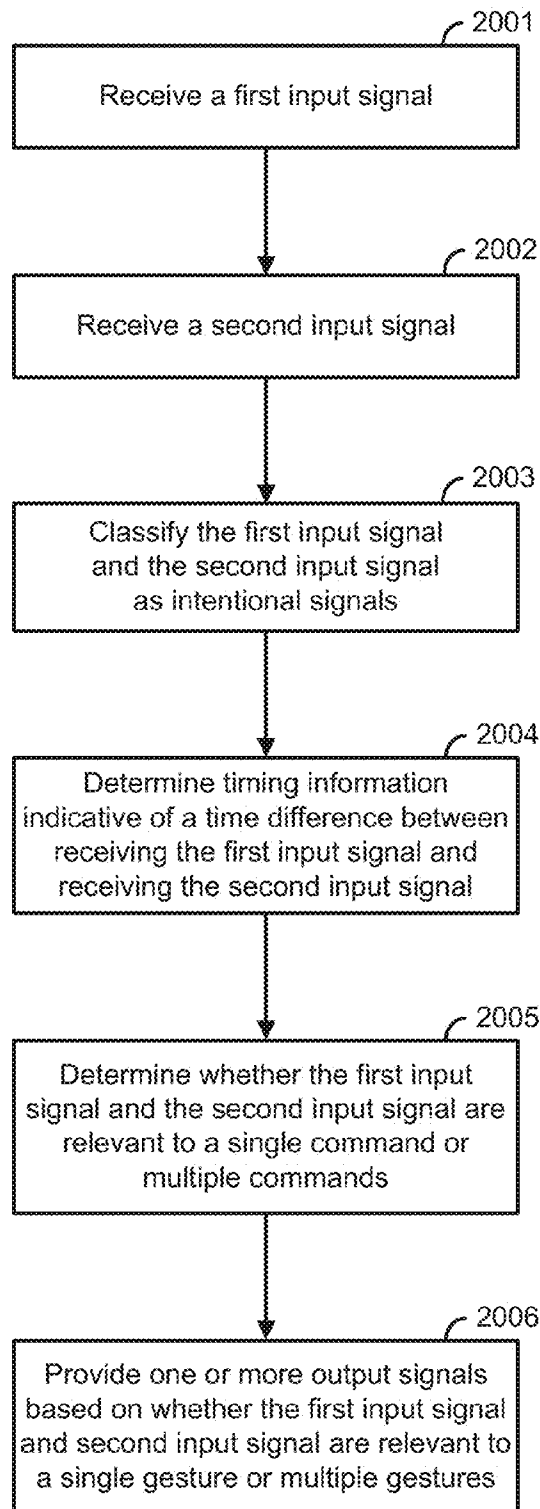 2001
Receive a first input signal
2002
Receive a second input signal
2003
Classify the first input signal
and the second input signal
as intentional signals
2004
Determine timing information
indicative of a time difference between
receiving the first input signal and
receiving the second input signal
2005
Determine whether the first input
signal and the second input signal are
relevant to a single command or
multiple commands
2006
Provide one or more output signals
based on whether the first input signal
and second input signal are relevant to
a single gesture or multiple gestures